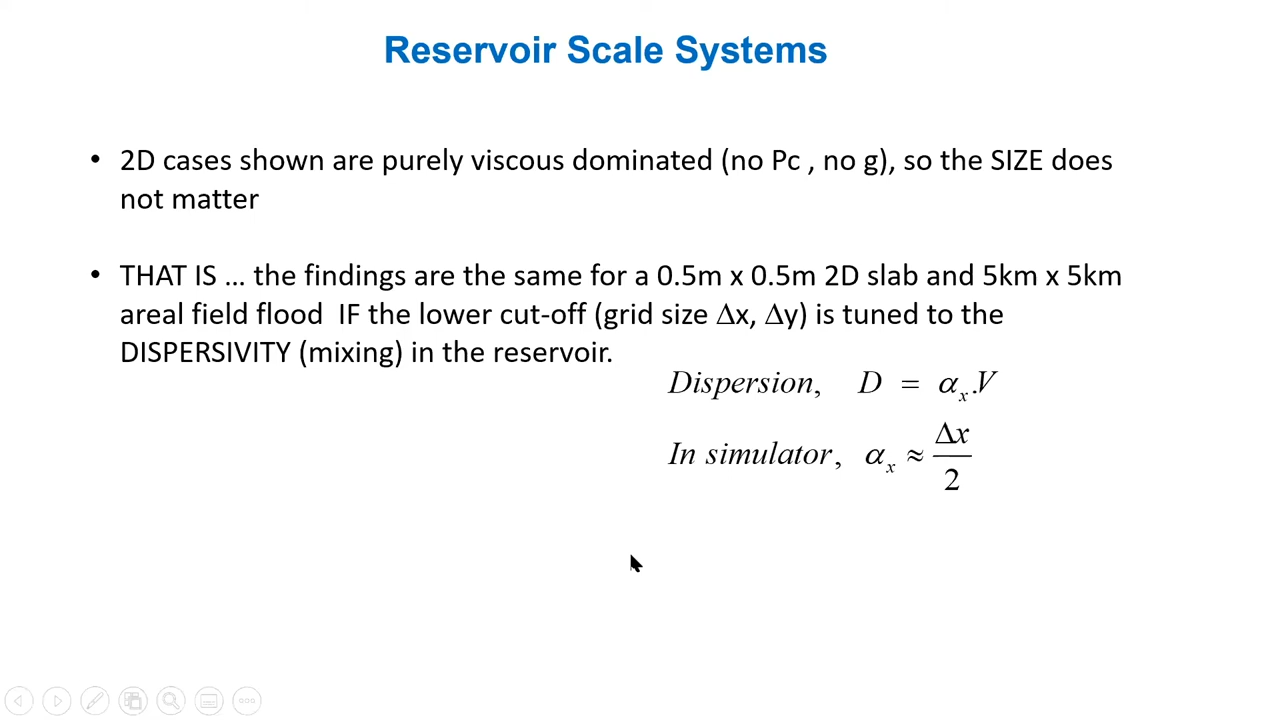 Reservoir Scale Systems
• 2D cases shown are purely viscous dominated (no Pc , no g), so the SIZE does
not matter
• THAT IS ... the findings are the same for a 0.5m x 0.5m 2D slab and 5km x 5km
areal field flood IF the lower cut-off (grid size Δx, Δy) is tuned to the
DISPERSIVITY (mixing) in the reservoir.
Dispersion, D = αₓ.V
In simulator, αₓ ≈ Δx/2